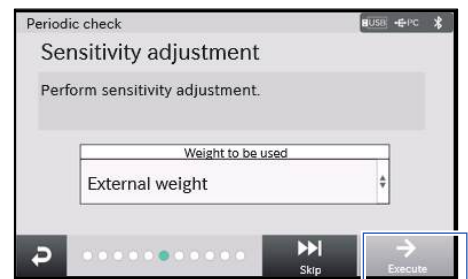 Periodic check
USB PC
Sensitivity adjustment
Perform sensitivity adjustment.
Weight to be used
External weight
Skip
Execute